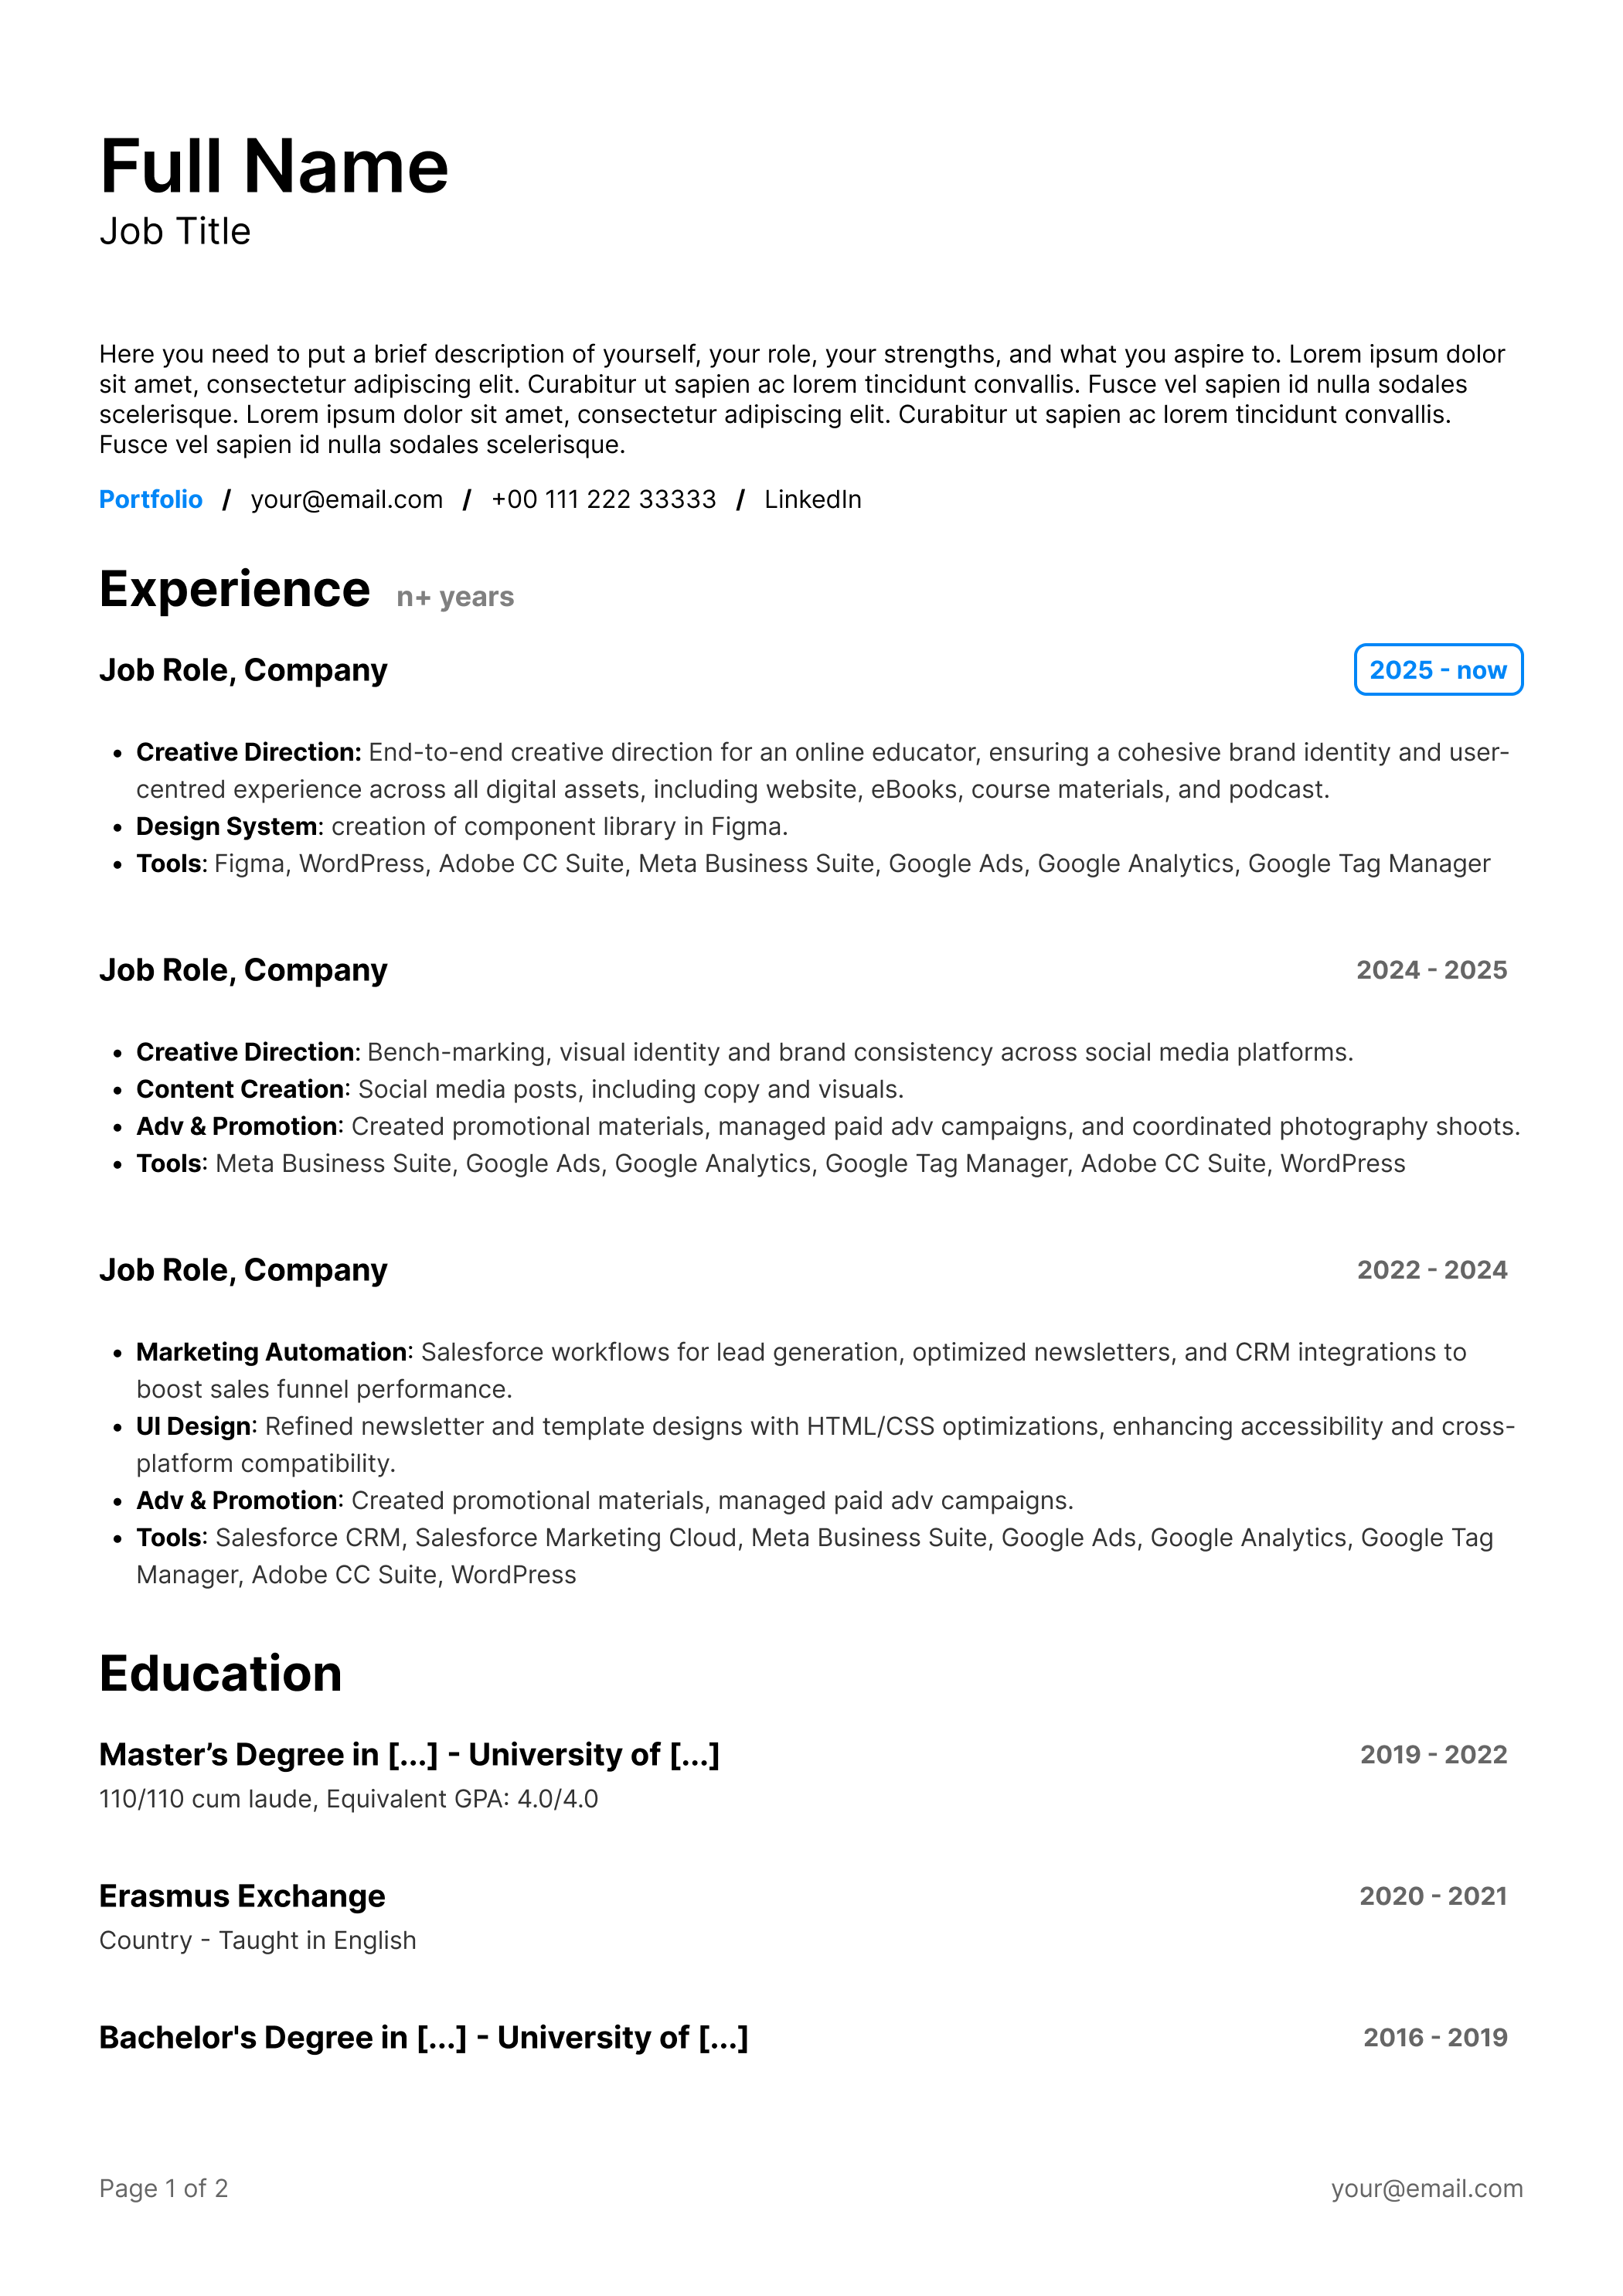 Full Name
Job Title
Here you need to put a brief description of yourself, your role, your strengths, and what you aspire to. Lorem ipsum dolor
sit amet, consectetur adipiscing elit. Curabitur ut sapien ac lorem tincidunt convallis. Fusce vel sapien id nulla sodales
scelerisque. Lorem ipsum dolor sit amet, consectetur adipiscing elit. Curabitur ut sapien ac lorem tincidunt convallis.
Fusce vel sapien id nulla sodales scelerisque.
Portfolio / your@email.com / +00 111 222 33333 / LinkedIn
Experience n+ years
Job Role, Company 2025 - now
• Creative Direction: End-to-end creative direction for an online educator, ensuring a cohesive brand identity and user-
centred experience across all digital assets, including website, eBooks, course materials, and podcast.
• Design System: creation of component library in Figma.
• Tools: Figma, WordPress, Adobe CC Suite, Meta Business Suite, Google Ads, Google Analytics, Google Tag Manager
Job Role, Company 2024 - 2025
• Creative Direction: Bench-marking, visual identity and brand consistency across social media platforms.
• Content Creation: Social media posts, including copy and visuals.
• Adv & Promotion: Created promotional materials, managed paid adv campaigns, and coordinated photography shoots.
• Tools: Meta Business Suite, Google Ads, Google Analytics, Google Tag Manager, Adobe CC Suite, WordPress
Job Role, Company 2022 - 2024
• Marketing Automation: Salesforce workflows for lead generation, optimized newsletters, and CRM integrations to
boost sales funnel performance.
• UI Design: Refined newsletter and template designs with HTML/CSS optimizations, enhancing accessibility and cross-
platform compatibility.
• Adv & Promotion: Created promotional materials, managed paid adv campaigns.
• Tools: Salesforce CRM, Salesforce Marketing Cloud, Meta Business Suite, Google Ads, Google Analytics, Google Tag
Manager, Adobe CC Suite, WordPress
Education
Master’s Degree in [...] - University of [...] 2019 - 2022
110/110 cum laude, Equivalent GPA: 4.0/4.0
Erasmus Exchange 2020 - 2021
Country - Taught in English
Bachelor's Degree in [...] - University of [...] 2016 - 2019
Page 1 of 2 your@email.com